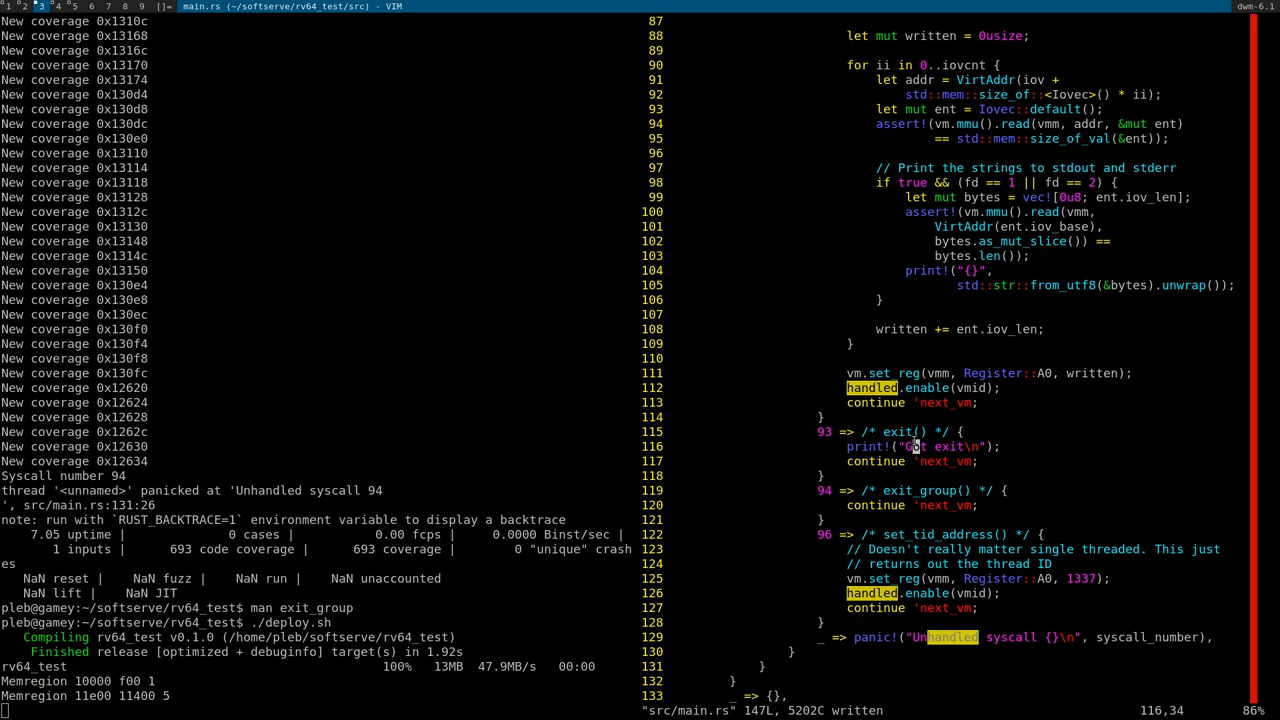 1 2 3 4 5 6 7 8 9 []= main.rs (~/softserve/rv64_test/src) - VIM dwm-6.1
New coverage 0x1310c
New coverage 0x13168
New coverage 0x1316c
New coverage 0x13170
New coverage 0x13174
New coverage 0x130d4
New coverage 0x130d8
New coverage 0x130dc
New coverage 0x130e0
New coverage 0x13110
New coverage 0x13114
New coverage 0x13118
New coverage 0x13128
New coverage 0x1312c
New coverage 0x13130
New coverage 0x13148
New coverage 0x1314c
New coverage 0x13150
New coverage 0x130e4
New coverage 0x130e8
New coverage 0x130ec
New coverage 0x130f0
New coverage 0x130f4
New coverage 0x130f8
New coverage 0x130fc
New coverage 0x12620
New coverage 0x12624
New coverage 0x12628
New coverage 0x1262c
New coverage 0x12630
New coverage 0x12634
Syscall number 94
thread '<unnamed>' panicked at 'Unhandled syscall 94
', src/main.rs:131:26
note: run with `RUST_BACKTRACE=1` environment variable to display a backtrace
7.05 uptime | 0 cases | 0.00 fcps | 0.0000 Binst/sec |
1 inputs | 693 code coverage | 693 coverage | 0 "unique" crash
es
NaN reset | NaN fuzz | NaN run | NaN unaccounted
NaN lift | NaN JIT
pleb@gamey:~/softserve/rv64_test$ man exit_group
pleb@gamey:~/softserve/rv64_test$ ./deploy.sh
Compiling rv64_test v0.1.0 (/home/pleb/softserve/rv64_test)
Finished release [optimized + debuginfo] target(s) in 1.92s
rv64_test 100% 13MB 47.9MB/s 00:00
Memregion 10000 f00 1
Memregion 11e00 11400 5
87
88 let mut written = 0usize;
89
90 for ii in 0..iovcnt {
91 let addr = VirtAddr(iov +
92 std::mem::size_of::<Iovec>() * ii);
93 let mut ent = Iovec::default();
94 assert!(vm.mmu().read(vmm, addr, &mut ent)
95 == std::mem::size_of_val(&ent));
96
97 // Print the strings to stdout and stderr
98 if true && (fd == 1 || fd == 2) {
99 let mut bytes = vec![0u8; ent.iov_len];
100 assert!(vm.mmu().read(vmm,
101 VirtAddr(ent.iov_base),
102 bytes.as_mut_slice()) ==
103 bytes.len());
104 print!("{}",
105 std::str::from_utf8(&bytes).unwrap());
106 }
107
108 written += ent.iov_len;
109 }
110
111 vm.set_reg(vmm, Register::A0, written);
112 handled.enable(vmid);
113 continue 'next_vm;
114 }
115 93 => /* exit() */ {
116 print!("Got exit\n");
117 continue 'next_vm;
118 }
119 94 => /* exit_group() */ {
120 continue 'next_vm;
121 }
122 96 => /* set_tid_address() */ {
123 // Doesn't really matter single threaded. This just
124 // returns out the thread ID
125 vm.set_reg(vmm, Register::A0, 1337);
126 handled.enable(vmid);
127 continue 'next_vm;
128 }
129 _ => panic!("Unhandled syscall {}\n", syscall_number),
130 }
131 }
132 }
133 _ => {},
"src/main.rs" 147L, 5202C written 116,34 86%